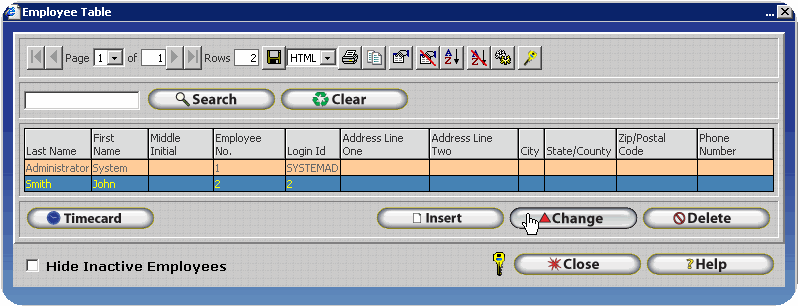 Employee Table ...
Page 1 of 1 Rows 2 HTML
Search Clear
Last Name First Name Middle Initial Employee No. Login Id Address Line One Address Line Two City State/County Zip/Postal Code Phone Number
Administrator System 1 SYSTEMAD
Smith John 2 2
Timecard Insert Change Delete
Hide Inactive Employees Close Help